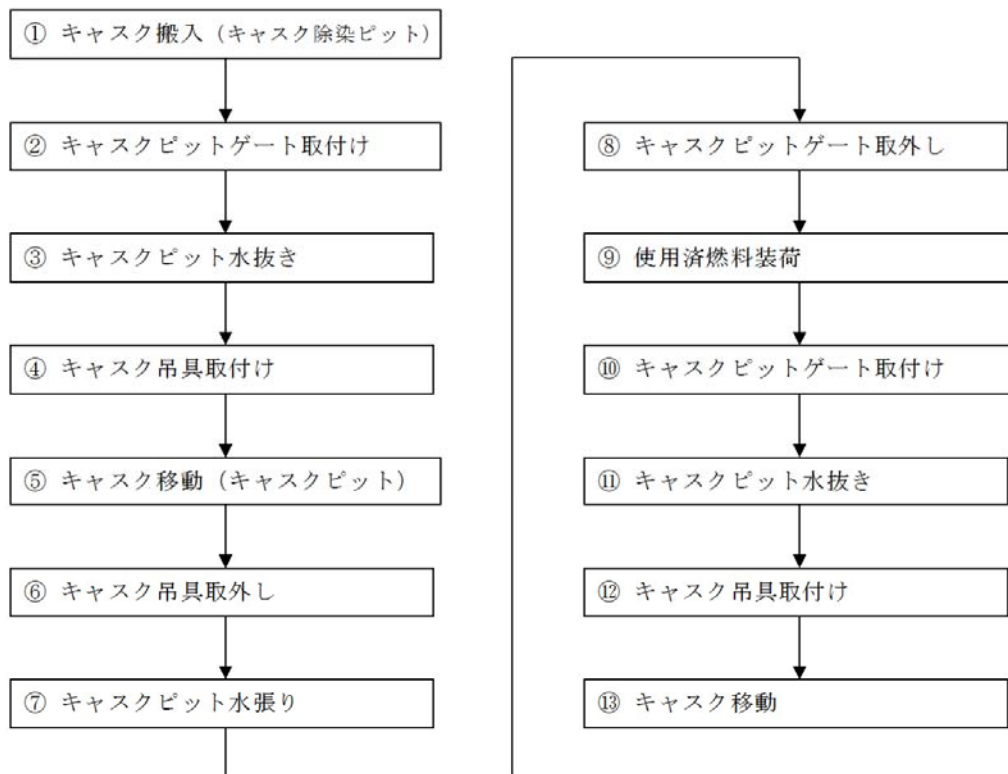 ① キャスク搬入（キャスク除染ピット）
② キャスクピットゲート取付け
③ キャスクピット水抜き
④ キャスク吊具取付け
⑤ キャスク移動（キャスクピット）
⑥ キャスク吊具取外し
⑦ キャスクピット水張り
⑧ キャスクピットゲート取外し
⑨ 使用済燃料装荷
⑩ キャスクピットゲート取付け
⑪ キャスクピット水抜き
⑫ キャスク吊具取付け
⑬ キャスク移動